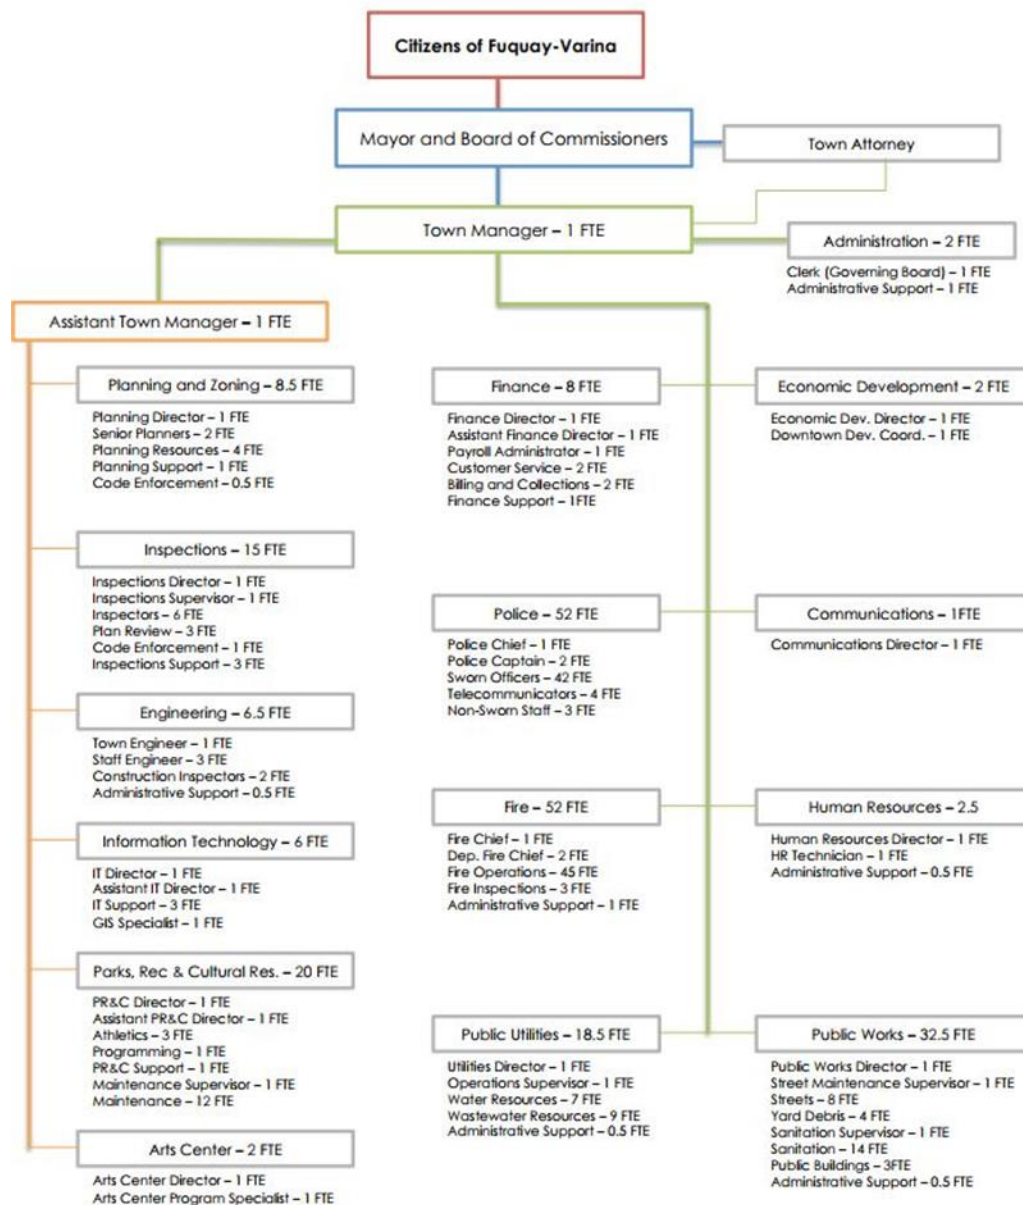 Citizens of Fuquay-Varina
Mayor and Board of Commissioners
Town Attorney
Town Manager – 1 FTE
Administration – 2 FTE
Clerk (Governing Board) – 1 FTE
Administrative Support – 1 FTE
Assistant Town Manager – 1 FTE
Planning and Zoning – 8.5 FTE
Planning Director – 1 FTE
Senior Planners – 2 FTE
Planning Resources – 4 FTE
Planning Support – 1 FTE
Code Enforcement – 0.5 FTE
Inspections – 15 FTE
Inspections Director – 1 FTE
Inspections Supervisor – 1 FTE
Inspectors – 6 FTE
Plan Review – 3 FTE
Code Enforcement – 1 FTE
Inspections Support – 3 FTE
Engineering – 6.5 FTE
Town Engineer – 1 FTE
Staff Engineer – 3 FTE
Construction Inspectors – 2 FTE
Administrative Support – 0.5 FTE
Information Technology – 6 FTE
IT Director – 1 FTE
Assistant IT Director – 1 FTE
IT Support – 3 FTE
GIS Specialist – 1 FTE
Parks, Rec & Cultural Res. – 20 FTE
PR&C Director – 1 FTE
Assistant PR&C Director – 1 FTE
Athletics – 3 FTE
Programming – 1 FTE
PR&C Support – 1 FTE
Maintenance Supervisor – 1 FTE
Maintenance – 12 FTE
Arts Center – 2 FTE
Arts Center Director – 1 FTE
Arts Center Program Specialist – 1 FTE
Finance – 8 FTE
Finance Director – 1 FTE
Assistant Finance Director – 1 FTE
Payroll Administrator – 1 FTE
Customer Service – 2 FTE
Billing and Collections – 2 FTE
Finance Support – 1FTE
Police – 52 FTE
Police Chief – 1 FTE
Police Captain – 2 FTE
Sworn Officers – 42 FTE
Telecommunicators – 4 FTE
Non-Sworn Staff – 3 FTE
Fire – 52 FTE
Fire Chief – 1 FTE
Dep. Fire Chief – 2 FTE
Fire Operations – 45 FTE
Fire Inspections – 3 FTE
Administrative Support – 1 FTE
Public Utilities – 18.5 FTE
Utilities Director – 1 FTE
Operations Supervisor – 1 FTE
Water Resources – 7 FTE
Wastewater Resources – 9 FTE
Administrative Support – 0.5 FTE
Economic Development – 2 FTE
Economic Dev. Director – 1 FTE
Downtown Dev. Coord. – 1 FTE
Communications – 1FTE
Communications Director – 1 FTE
Human Resources – 2.5
Human Resources Director – 1 FTE
HR Technician – 1 FTE
Administrative Support – 0.5 FTE
Public Works – 32.5 FTE
Public Works Director – 1 FTE
Street Maintenance Supervisor – 1 FTE
Streets – 8 FTE
Yard Debris – 4 FTE
Sanitation Supervisor – 1 FTE
Sanitation – 14 FTE
Public Buildings – 3FTE
Administrative Support – 0.5 FTE